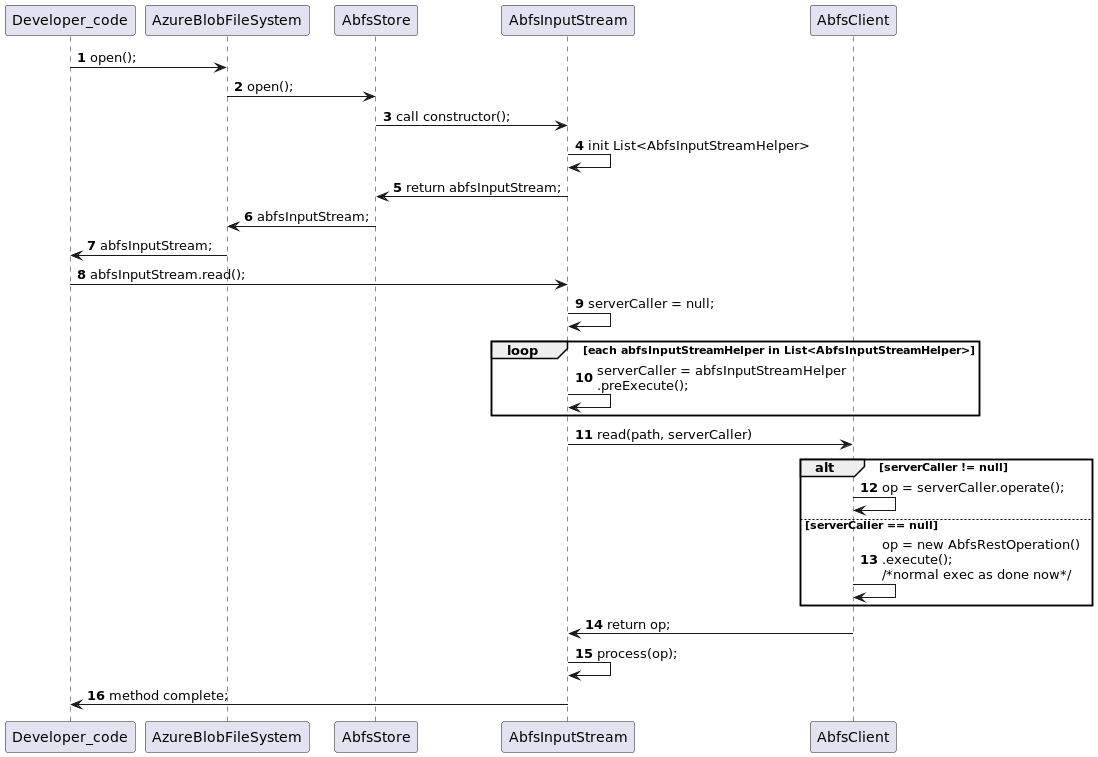 Developer_code AzureBlobFileSystem AbfsStore AbfsInputStream AbfsClient
1 open();
2 open();
3 call constructor();
4 init List<AbfsInputStreamHelper>
5 return abfsInputStream;
6 abfsInputStream;
7 abfsInputStream;
8 abfsInputStream.read();
9 serverCaller = null;
loop [each abfsInputStreamHelper in List<AbfsInputStreamHelper>]
10 serverCaller = abfsInputStreamHelper
.preExecute();
11 read(path, serverCaller)
alt [serverCaller != null]
12 op = serverCaller.operate();
[serverCaller == null]
13 op = new AbfsRestOperation()
.execute();
/*normal exec as done now*/
14 return op;
15 process(op);
16 method complete;
Developer_code AzureBlobFileSystem AbfsStore AbfsInputStream AbfsClient